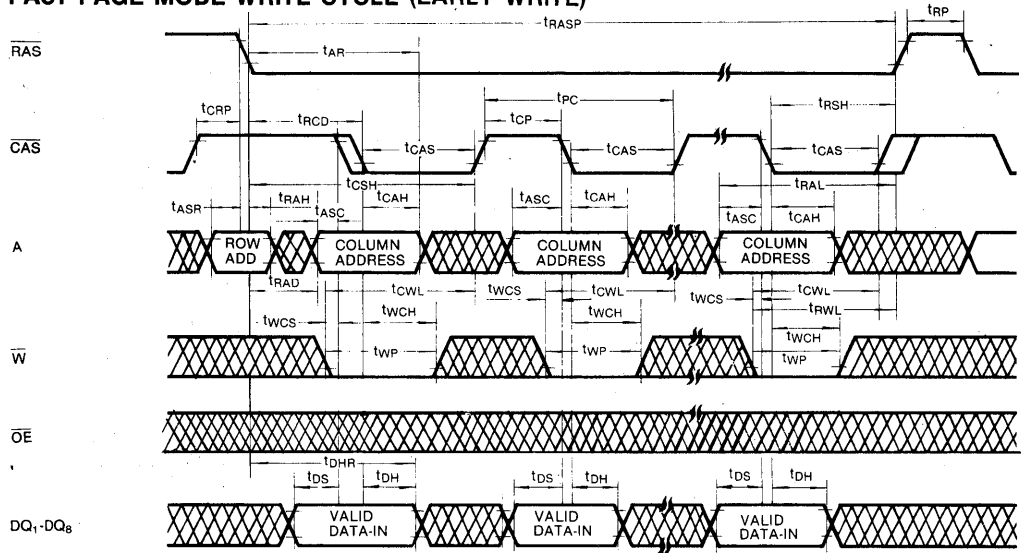 FAST PAGE MODE WRITE CYCLE (EARLY WRITE)
tRASP
tRP
RAS
tAR
tCRP
tRCD
tPC
tCP
tRSH
CAS
tCAS
tCAS
tCAS
tCSH
tRAL
tASR
tRAH
tASC
tCAH
tASC
tCAH
tASC
tCAH
A
ROW ADD
COLUMN ADDRESS
COLUMN ADDRESS
COLUMN ADDRESS
tRAD
tCWL
tWCS
tCWL
tWCS
tCWL
tRWL
tWCS
tWCH
tWCH
tWCH
W
tWP
tWP
tWP
OE
tDHR
tDS
tDH
tDS
tDH
tDS
tDH
DQ1-DQ8
VALID DATA-IN
VALID DATA-IN
VALID DATA-IN